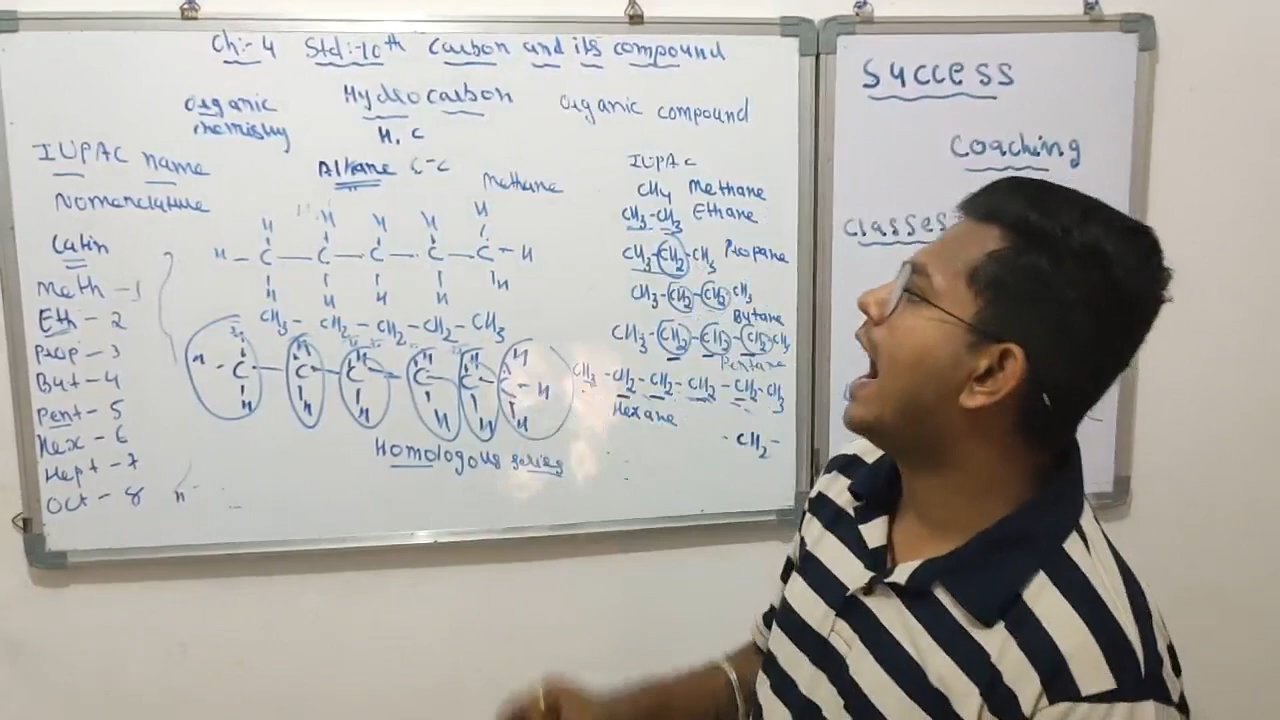 Ch:- 4 Std:-10th Carbon and its compound
Organic chemistry
Hydrocarbon
H, C
Organic compound
IUPAC name
Nomenclature
Latin
Meth - 1
Eth - 2
Prop - 3
But - 4
Pent - 5
Hex - 6
Hept - 7
Oct - 8
Alkane C-C
Methane
H H H H H
H - C - C - C - C - C - H
H H H H H
CH3 - CH2 - CH2 - CH2 - CH3
H H H H H H
H - C - C - C - C - C - C - H
H H H H H H
Homologous series
IUPAC
CH4 Methane
CH3-CH3 Ethane
CH3-CH2-CH3 Propane
CH3-CH2-CH2 CH3
Butane
CH3-CH2-CH2-CH2-CH3
Pentane
CH3-CH2-CH2-CH2-CH2-CH3
Hexane
-CH2-
Success
Coaching
Classes